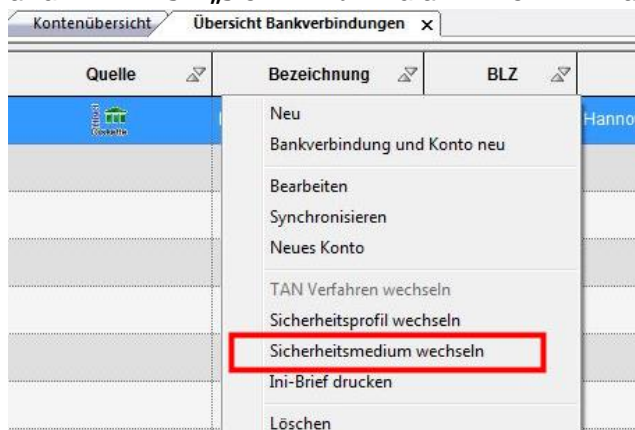 Kontenübersicht Übersicht Bankverbindungen x
Quelle Bezeichnung BLZ
Hanno
Neu
Bankverbindung und Konto neu
Bearbeiten
Synchronisieren
Neues Konto
TAN Verfahren wechseln
Sicherheitsprofil wechseln
Sicherheitsmedium wechseln
Ini-Brief drucken
Löschen